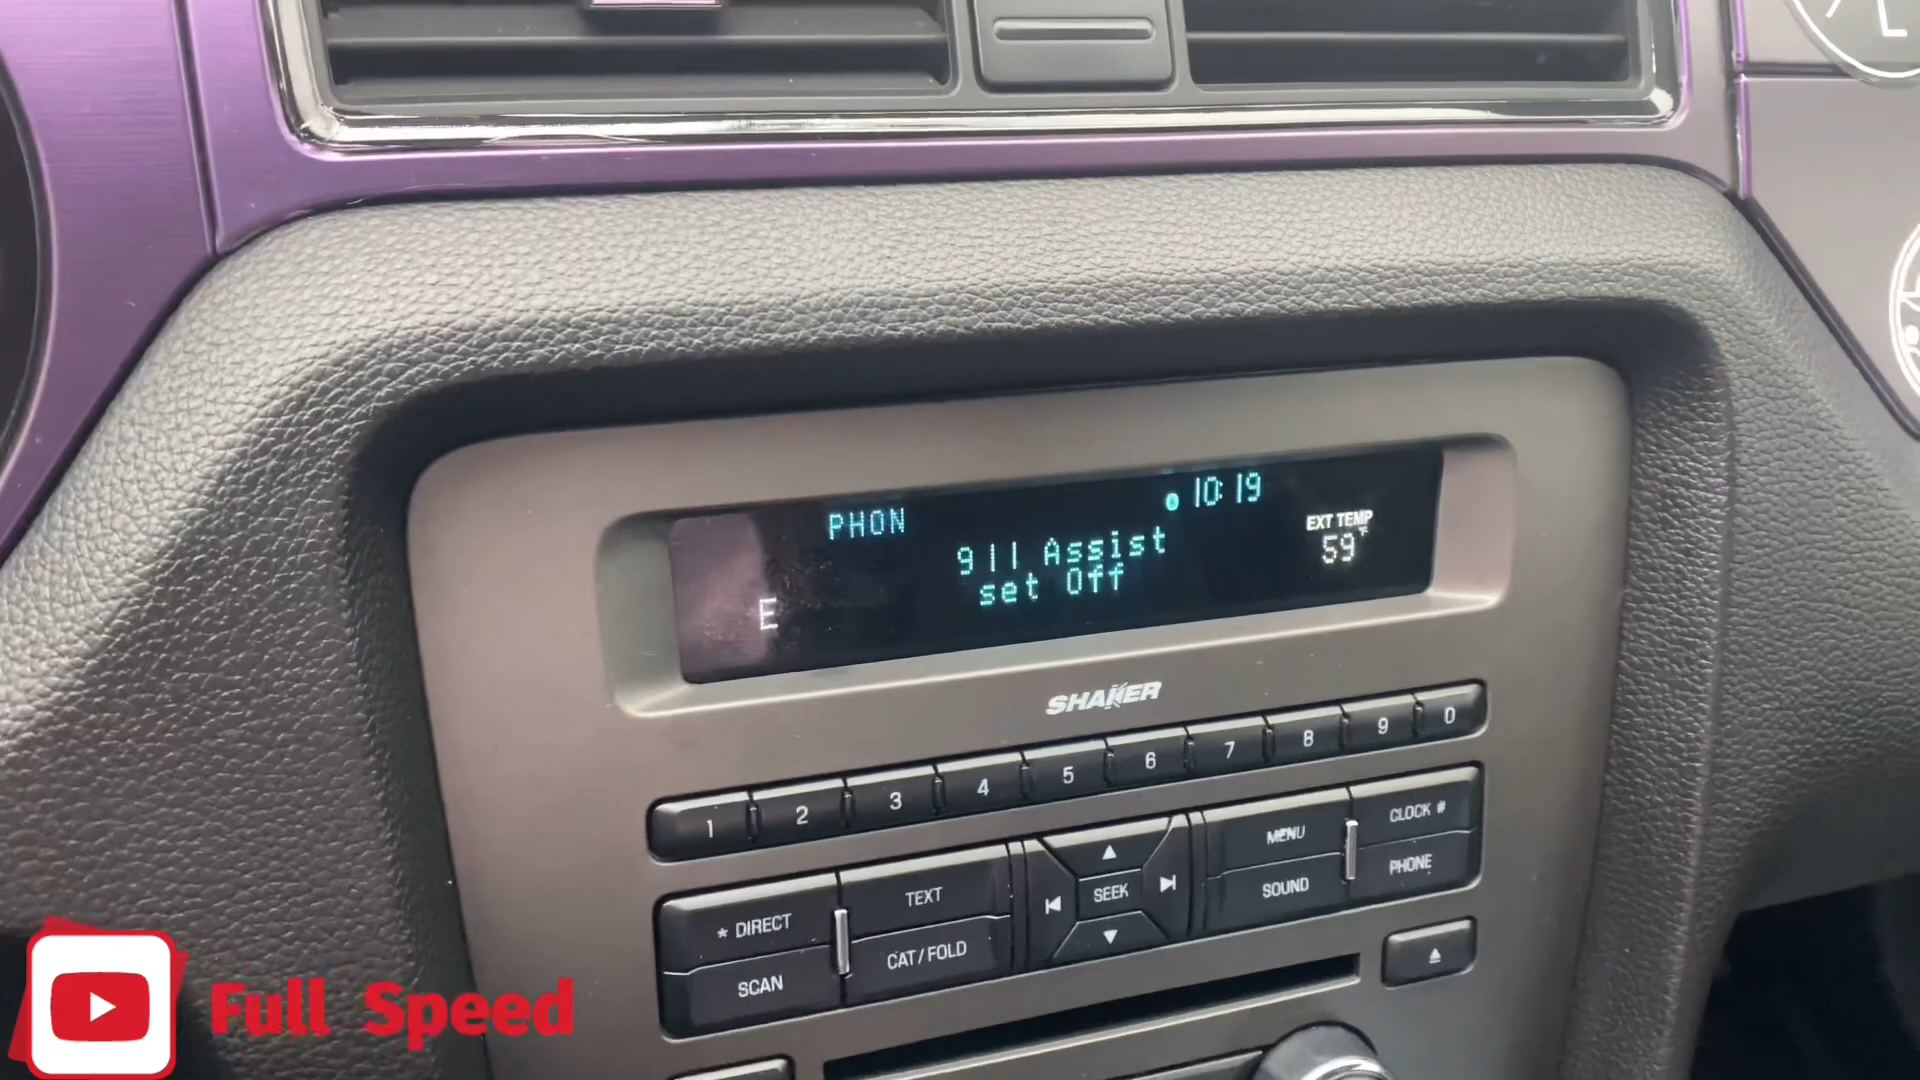 PHON
10:19
911 Assist
set Off
EXT TEMP
59°F
E
SHAKER
1 2 3 4 5 6 7 8 9 0
* DIRECT
TEXT
SEEK
MENU
CLOCK #
SCAN
CAT/FOLD
SOUND
PHONE
Full Speed